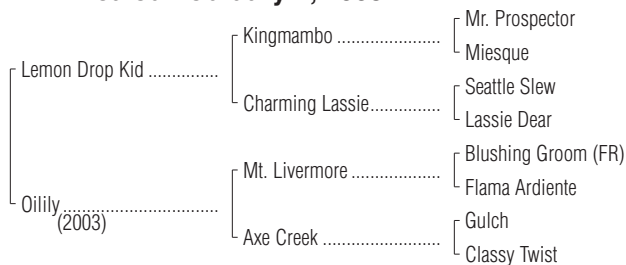 Mr. Prospector
Kingmambo
Miesque
Lemon Drop Kid
Seattle Slew
Charming Lassie
Lassie Dear
Blushing Groom (FR)
Mt. Livermore
Flama Ardiente
Oilily
(2003)
Gulch
Axe Creek
Classy Twist